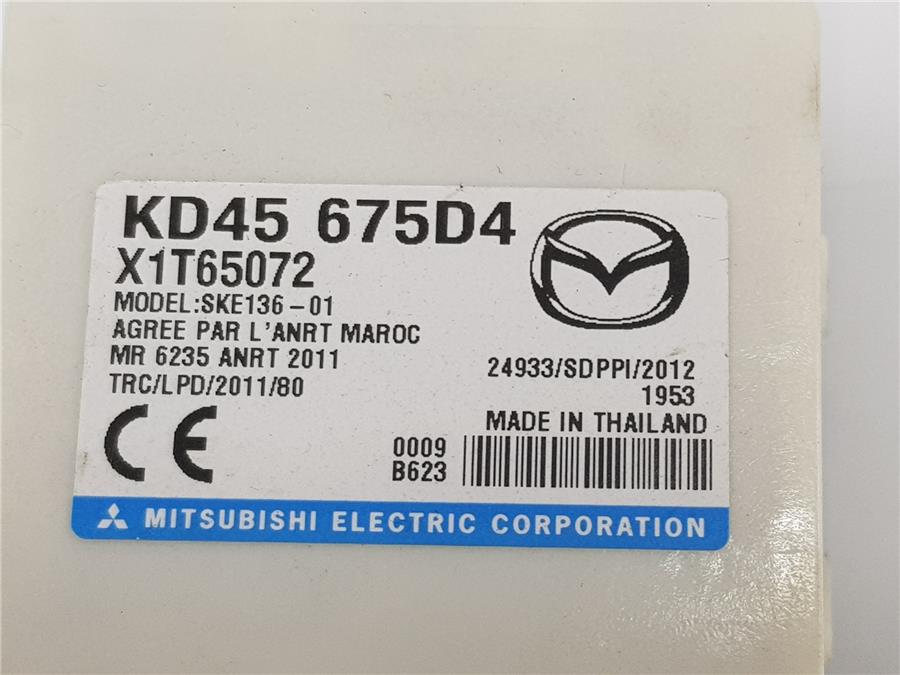 KD45 675D4
X1T65072
MODEL:SKE136-01
AGREE PAR L'ANRT MAROC
MR 6235 ANRT 2011
TRC/LPD/2011/80
CE
24933/SDPPI/2012
1953
MADE IN THAILAND
0009
B623
MITSUBISHI ELECTRIC CORPORATION